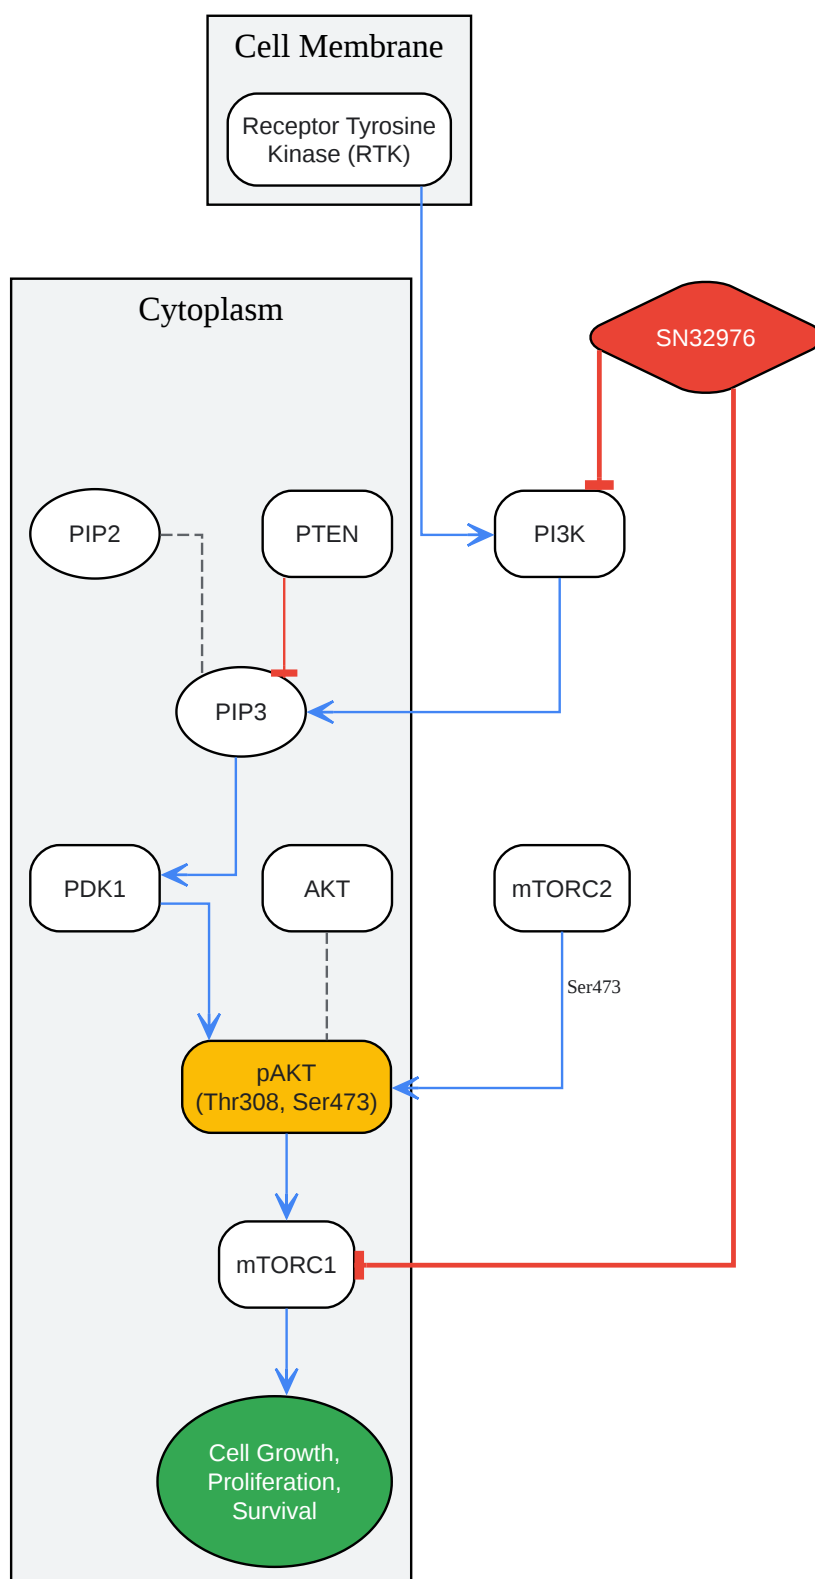 Cell Membrane
Receptor Tyrosine
Kinase (RTK)
Cytoplasm
SN32976
PIP2
PTEN
PI3K
PIP3
PDK1
AKT
mTORC2
Ser473
pAKT
(Thr308, Ser473)
mTORC1
Cell Growth,
Proliferation,
Survival